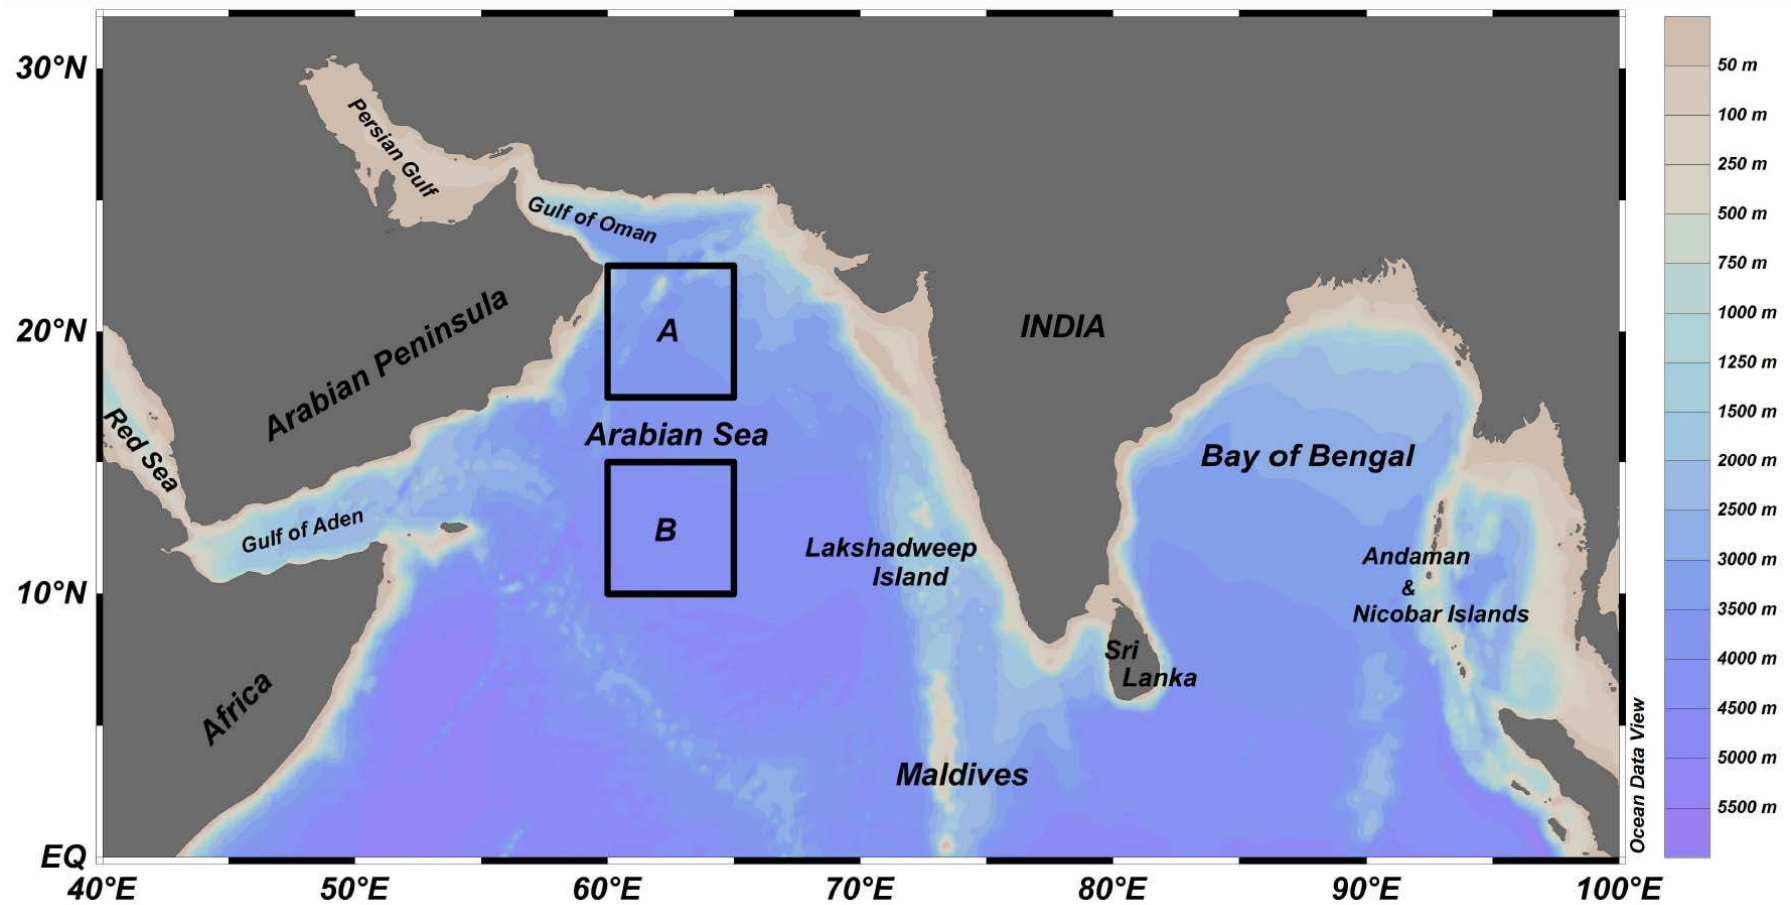 30°N
20°N
10°N
EQ
40°E
50°E
60°E
70°E
80°E
90°E
100°E
Persian Gulf
Gulf of Oman
Arabian Peninsula
Red Sea
Gulf of Aden
Africa
A
Arabian Sea
B
INDIA
Lakshadweep
Island
Maldives
Sri
Lanka
Bay of Bengal
Andaman
&
Nicobar Islands
Ocean Data View
50 m
100 m
250 m
500 m
750 m
1000 m
1250 m
1500 m
2000 m
2500 m
3000 m
3500 m
4000 m
4500 m
5000 m
5500 m